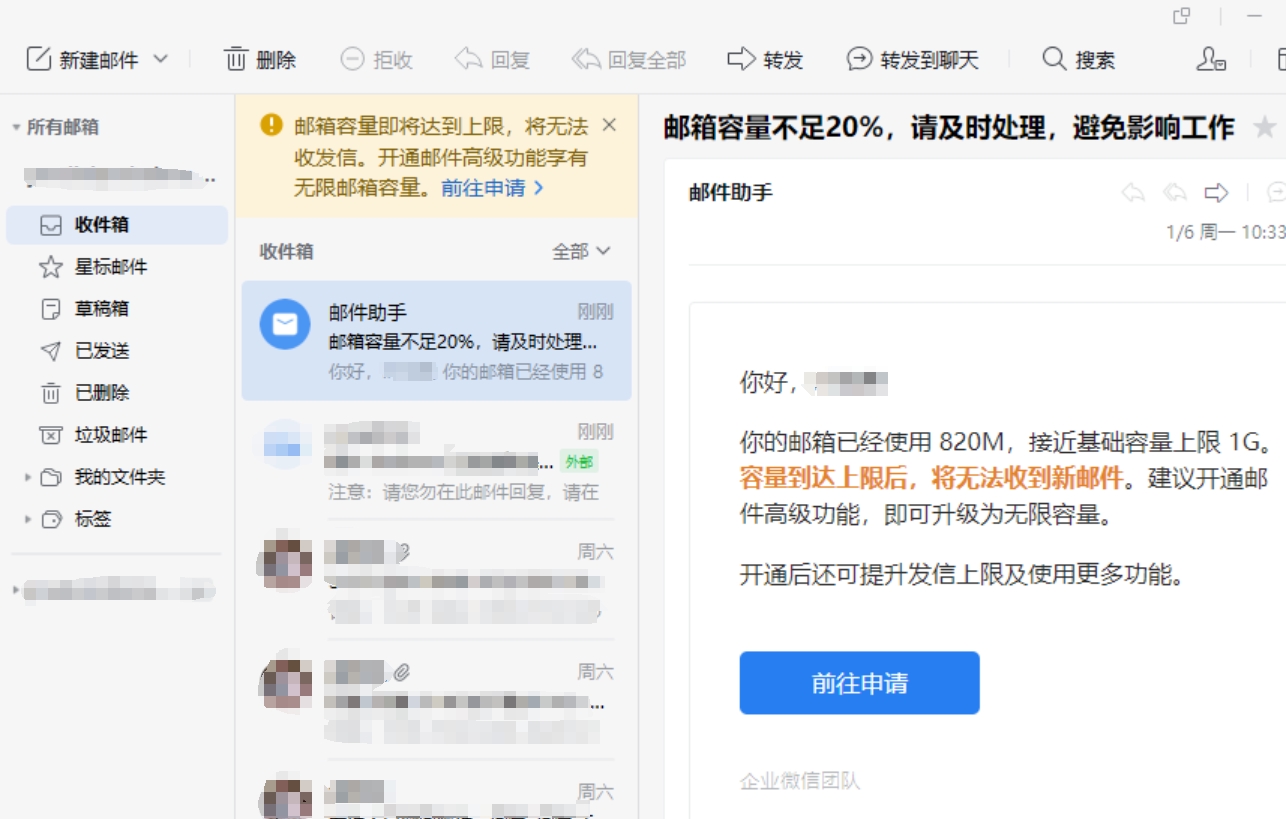 新建邮件
删除
拒收
回复
回复全部
转发
转发到聊天
搜索
所有邮箱
收件箱
星标邮件
草稿箱
已发送
已删除
垃圾邮件
我的文件夹
标签
邮箱容量即将达到上限，将无法
收发信。开通邮件高级功能享有
无限邮箱容量。前往申请
收件箱
全部
邮件助手
刚刚
邮箱容量不足20%，请及时处理...
你好，
你的邮箱已经使用 8
刚刚
...
外部
注意：请您勿在此邮件回复，请在
周六
周六
...
周六
邮箱容量不足20%，请及时处理，避免影响工作
邮件助手
1/6 周一 10:33
你好，
你的邮箱已经使用 820M，接近基础容量上限 1G。
容量到达上限后，将无法收到新邮件。建议开通邮
件高级功能，即可升级为无限容量。
开通后还可提升发信上限及使用更多功能。
前往申请
企业微信团队